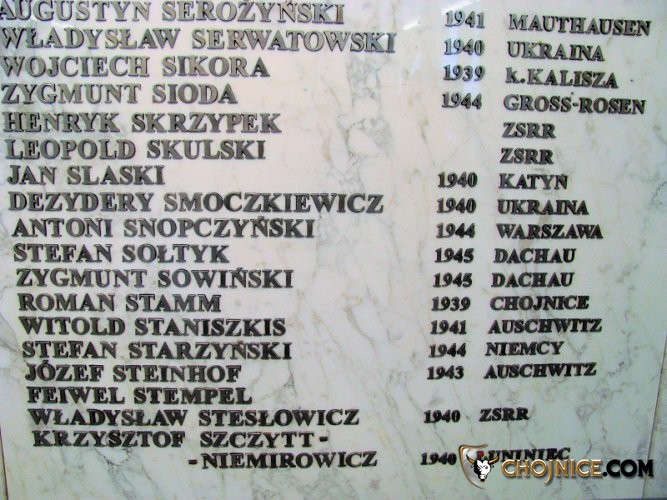 AUGUSTYN SEROŻYŃSKI 1941 MAUTHAUSEN
WŁADYSŁAW SERWATOWSKI 1940 UKRAINA
WOJCIECH SIKORA 1939 k.KALISZA
ZYGMUNT SIODA 1944 GROSS-ROSEN
HENRYK SKRZYPEK ZSRR
LEOPOLD SKULSKI ZSRR
JAN SLASKI 1940 KATYN
DEZYDERY SMOCZKIEWICZ 1940 UKRAINA
ANTONI SNOPCZYŃSKI 1944 WARSZAWA
STEFAN SOŁTYK 1945 DACHAU
ZYGMUNT SOWIŃSKI 1945 DACHAU
ROMAN STAMM 1939 CHOJNICE
WITOLD STANISZKIS 1941 AUSCHWITZ
STEFAN STARZYŃSKI 1944 NIEMCY
JÓZEF STEINHOF 1943 AUSCHWITZ
FEIWEL STEMPEL
WŁADYSŁAW STESŁOWICZ 1940 ZSRR
KRZYSZTOF SZCZYTT-
-NIEMIROWICZ 1940 ŁUNINIEC
CHOJNICE.COM